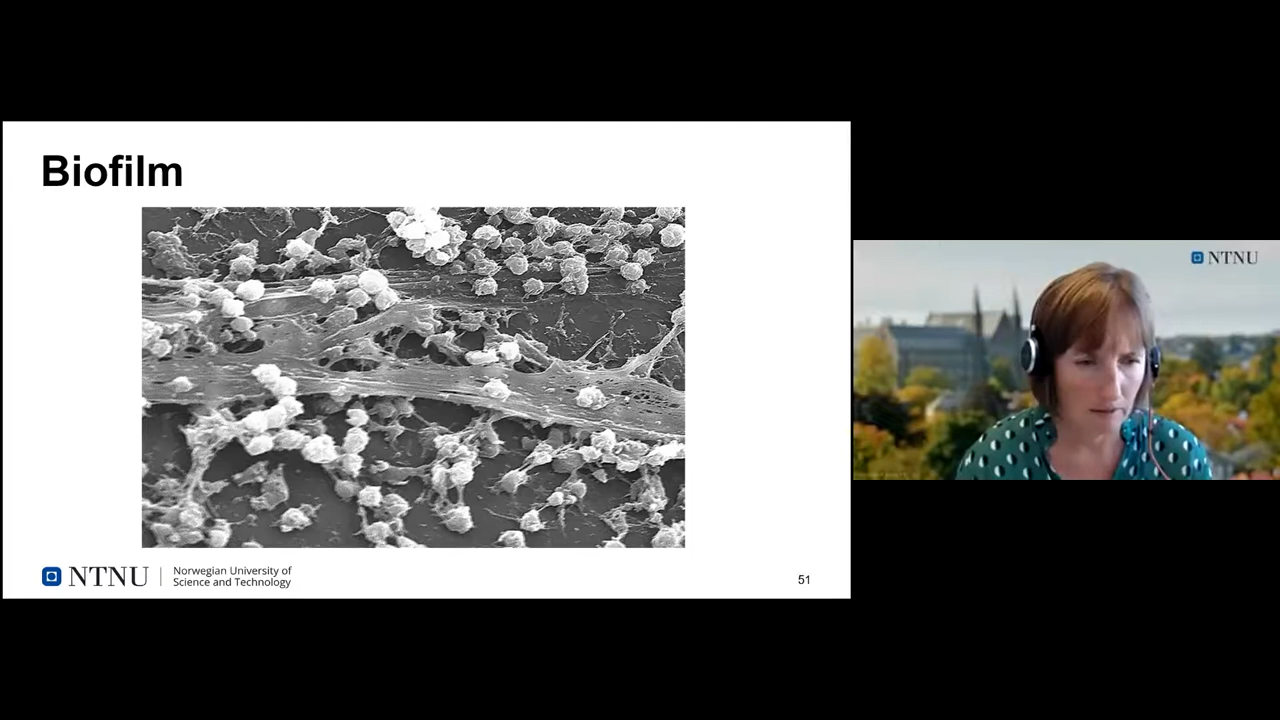 Biofilm
NTNU
Norwegian University of
Science and Technology
51
NTNU